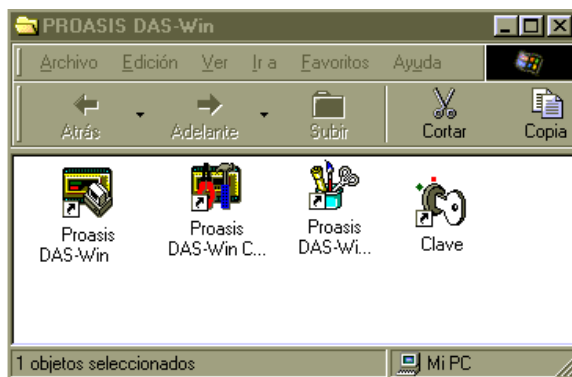 PROASIS DAS-Win
Archivo Edición Ver Ir a Favoritos Ayuda
Atrás Adelante Subir Cortar Copia
Proasis
DAS-Win
Proasis
DAS-Win C...
Proasis
DAS-Wi...
Clave
1 objetos seleccionados Mi PC